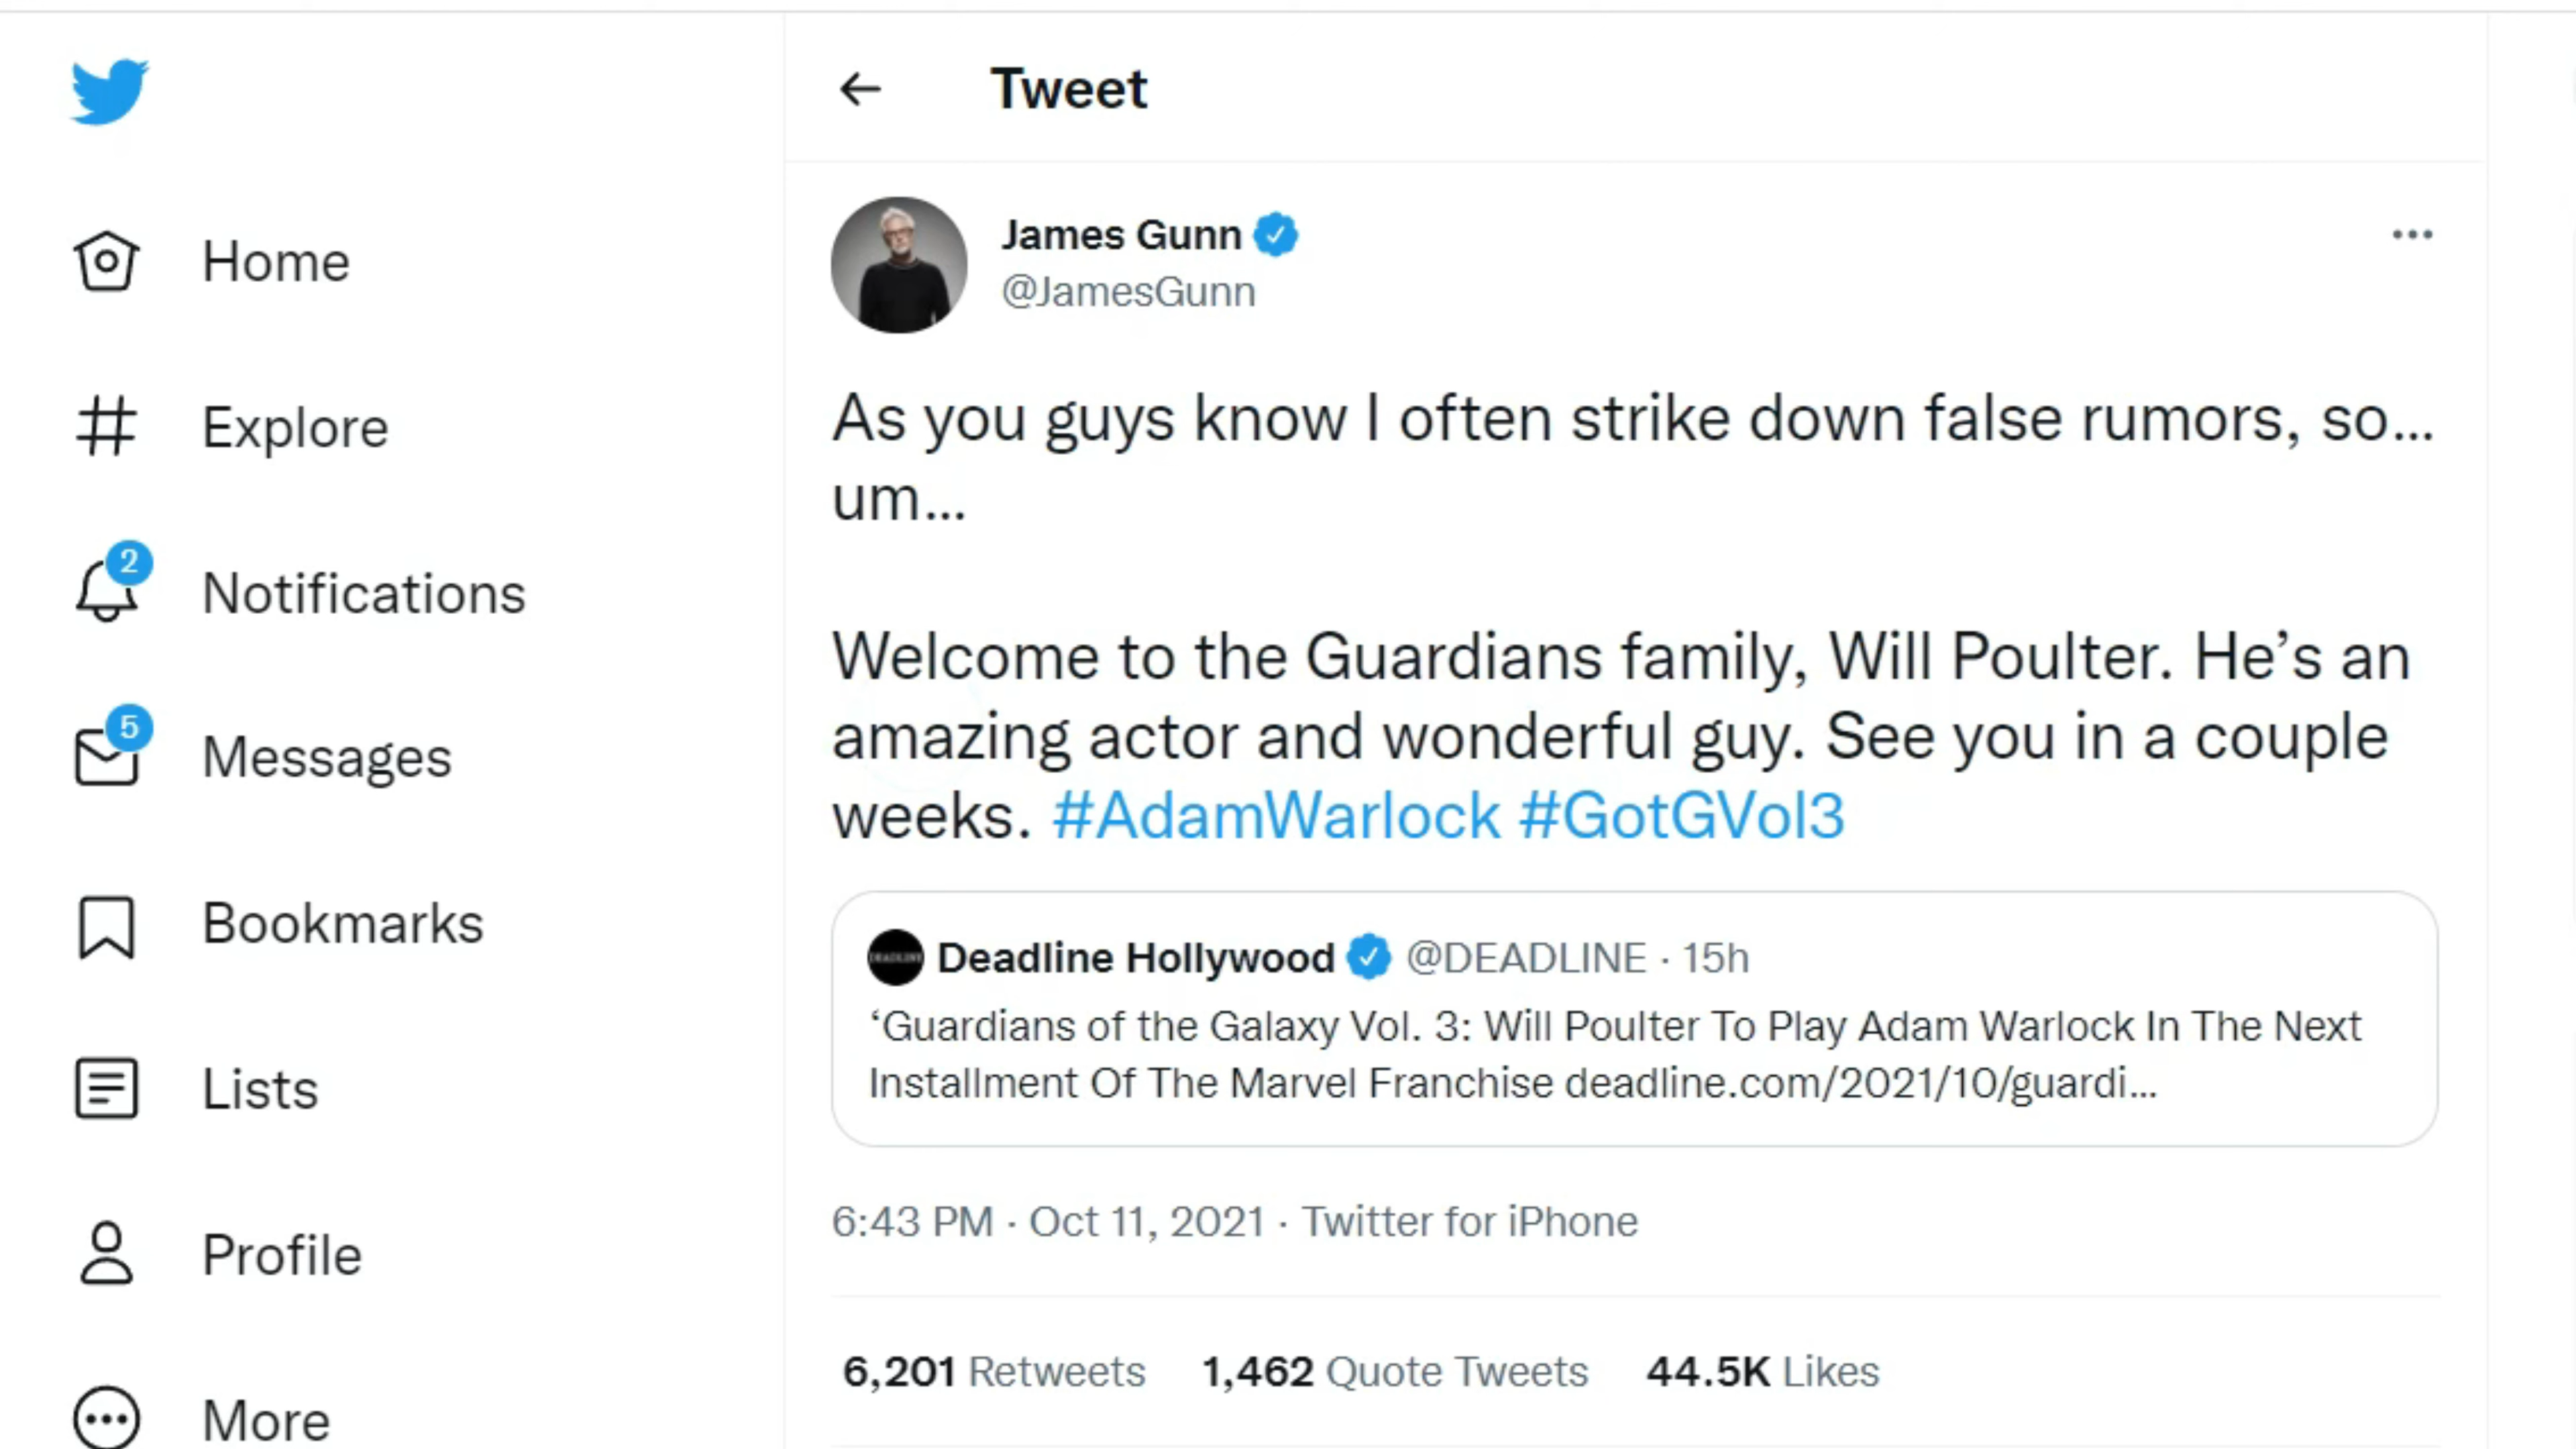 Tweet
Home
Explore
2
Notifications
5
Messages
Bookmarks
Lists
Profile
More
James Gunn
@JamesGunn
As you guys know I often strike down false rumors, so...
um...
Welcome to the Guardians family, Will Poulter. He’s an
amazing actor and wonderful guy. See you in a couple
weeks. #AdamWarlock #GotGVol3
DEADLINE
Deadline Hollywood @DEADLINE · 15h
‘Guardians of the Galaxy Vol. 3: Will Poulter To Play Adam Warlock In The Next
Installment Of The Marvel Franchise deadline.com/2021/10/guardi...
6:43 PM · Oct 11, 2021 · Twitter for iPhone
6,201 Retweets 1,462 Quote Tweets 44.5K Likes